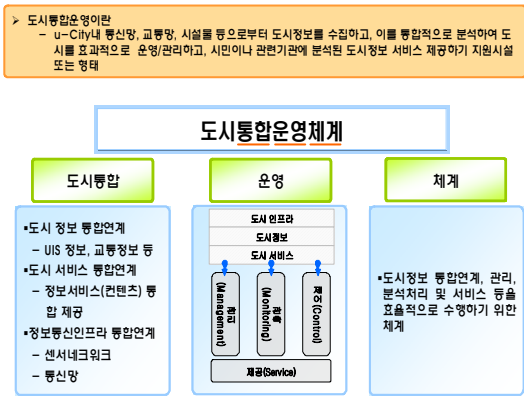 ➢ 도시통합운영이란
– u-City내 통신망, 교통망, 시설물 등으로부터 도시정보를 수집하고, 이를 통합적으로 분석하여 도
시를 효과적으로 운영/관리하고, 시민이나 관련기관에 분석된 도시정보 서비스 제공하기 지원시설
또는 형태
도시통합운영체계
도시통합
▪도시 정보 통합연계
– UIS 정보, 교통정보 등
▪도시 서비스 통합연계
– 정보서비스(컨텐츠) 통
합 제공
▪정보통신인프라 통합연계
– 센서네크워크
– 통신망
운영
도시 인프라
도시정보
도시 서비스
관리
(Management)
관측
(Monitoring)
제어(Control)
제공(Service)
체계
▪도시정보 통합연계, 관리,
분석처리 및 서비스 등을
효율적으로 수행하기 위한
체계